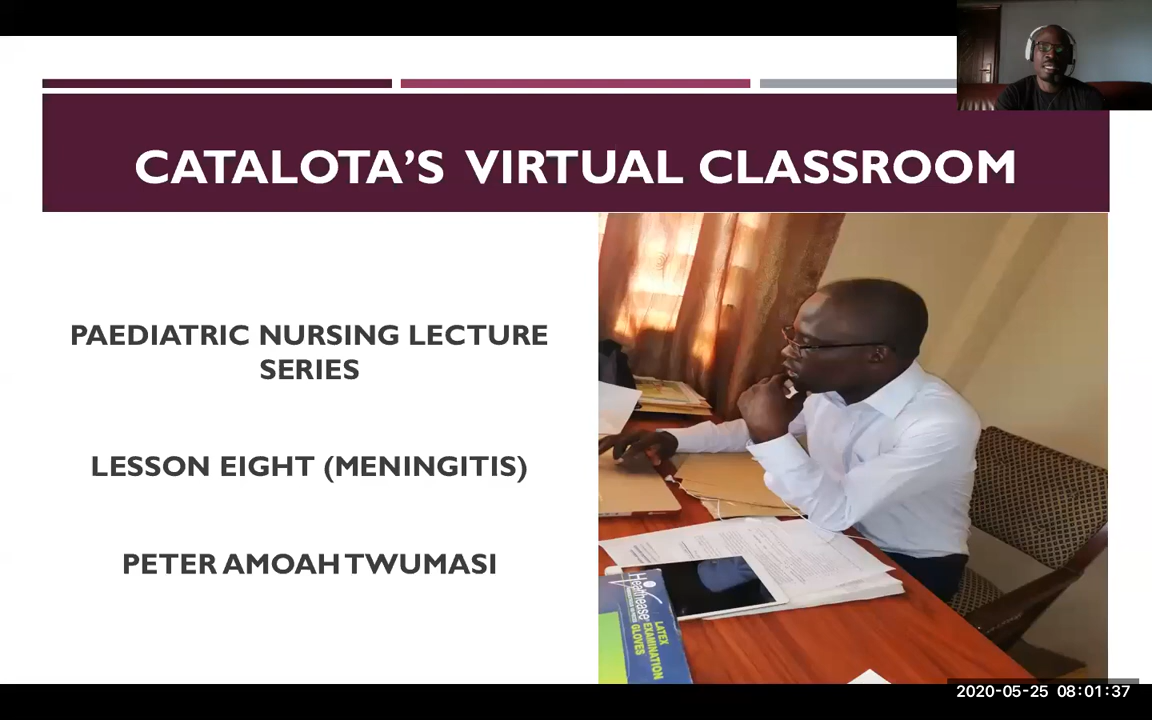 CATALOTA'S VIRTUAL CLASSROOM
PAEDIATRIC NURSING LECTURE
SERIES
LESSON EIGHT (MENINGITIS)
PETER AMOAH TWUMASI
Healthease
LATEX
EXAMINATION
GLOVES
2020-05-25 08:01:37